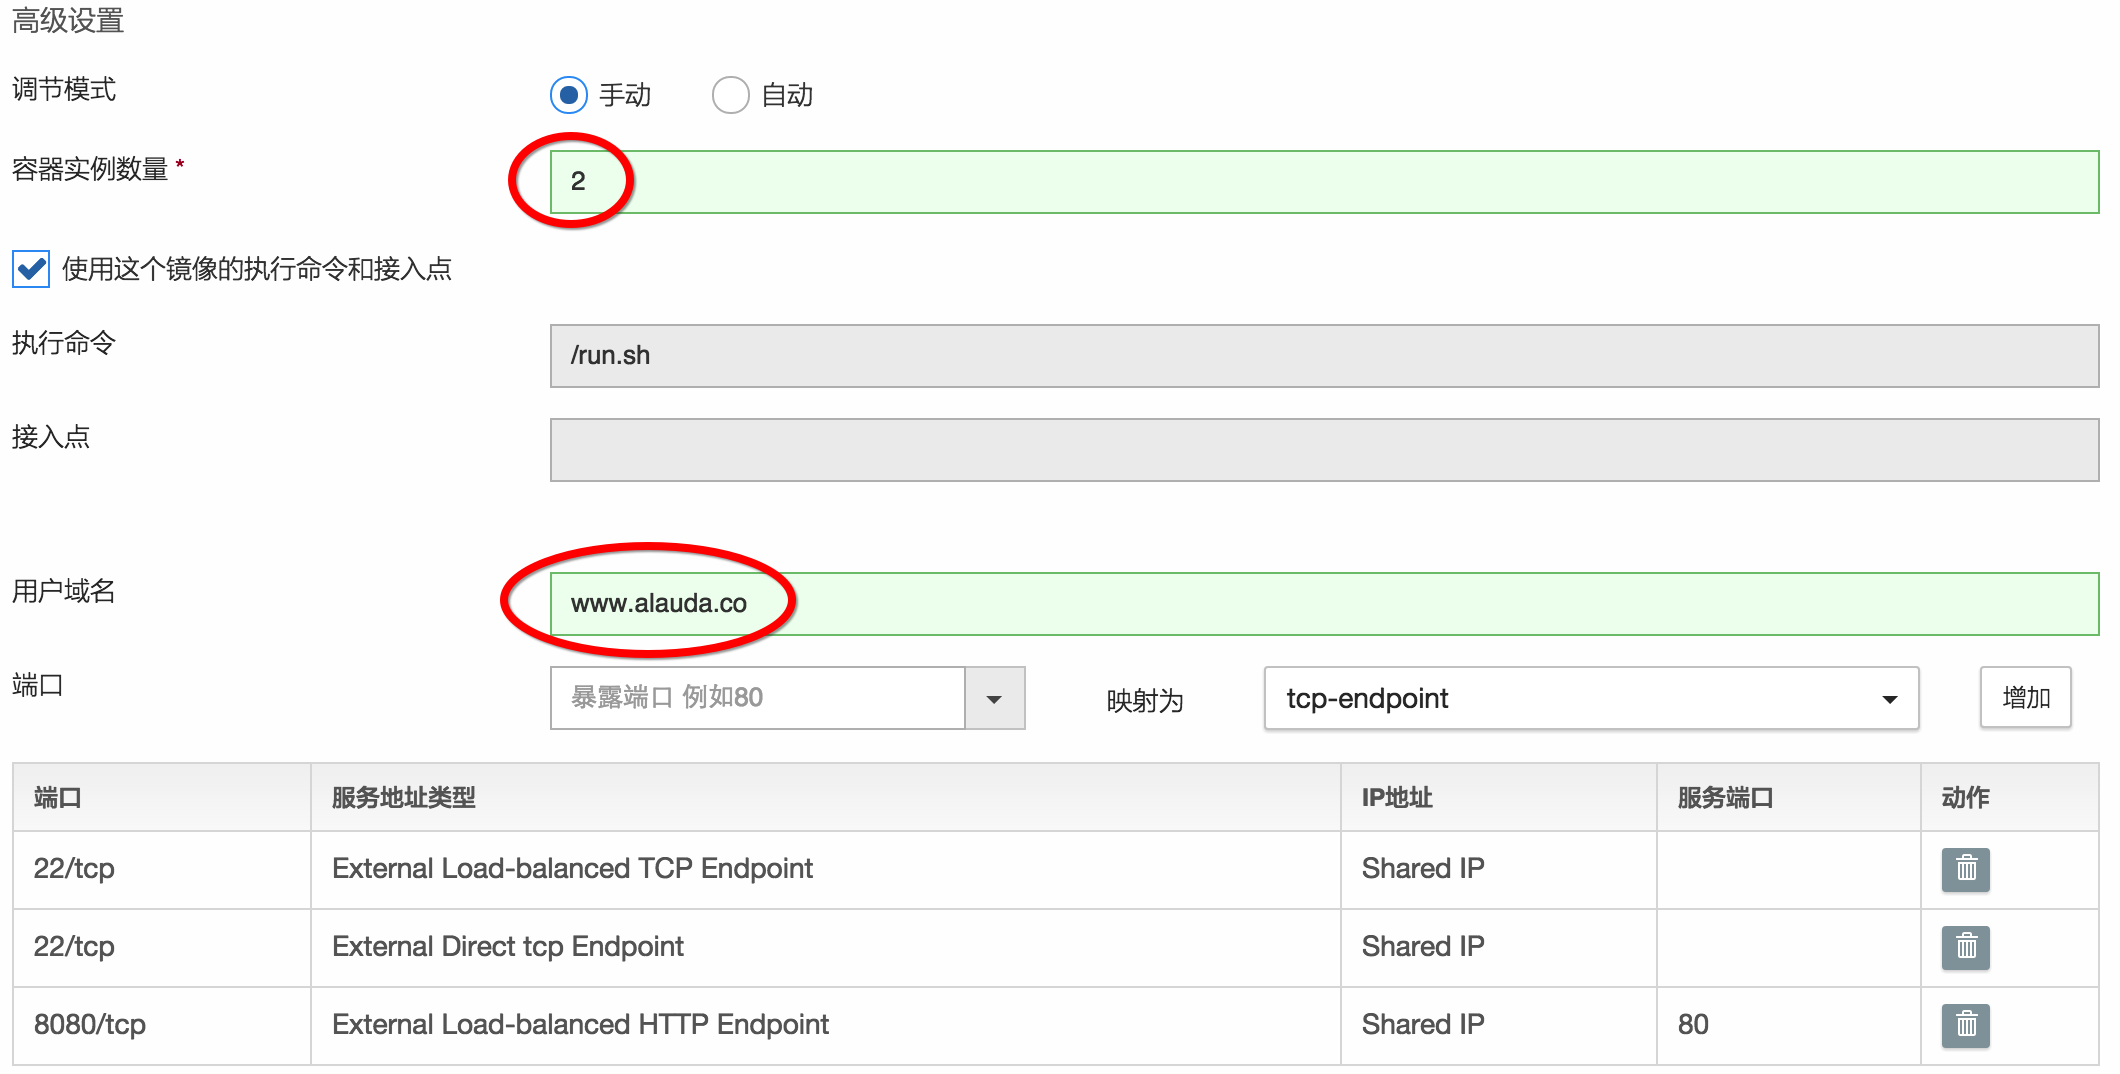 高级设置
调节模式 手动 自动
容器实例数量 * 2
使用这个镜像的执行命令和接入点
执行命令 /run.sh
接入点
用户域名 www.alauda.co
端口 暴露端口 例如80 映射为 tcp-endpoint 增加
端口 服务地址类型 IP地址 服务端口 动作
22/tcp External Load-balanced TCP Endpoint Shared IP
22/tcp External Direct tcp Endpoint Shared IP
8080/tcp External Load-balanced HTTP Endpoint Shared IP 80